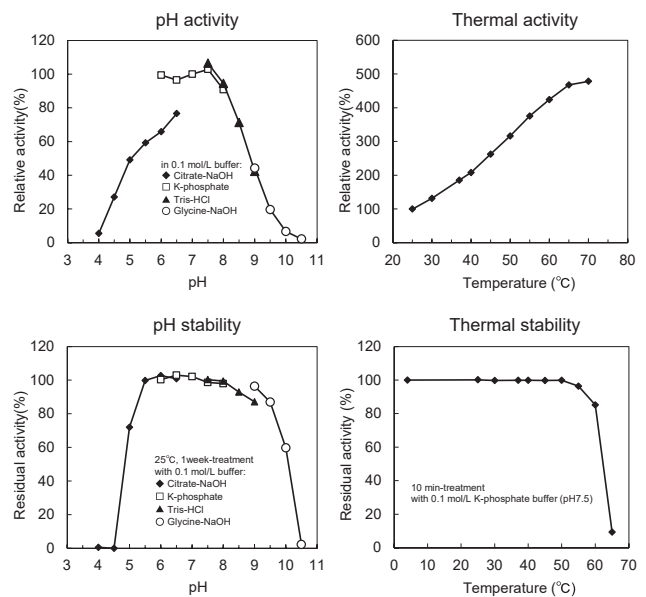 pH activity
120
100
80
60
40
20
0
Relative activity(%)
in 0.1 mol/L buffer:
Citrate-NaOH
K-phosphate
Tris-HCl
Glycine-NaOH
3 4 5 6 7 8 9 10 11
pH
Thermal activity
600
500
400
300
200
100
0
Relative activity(%)
20 30 40 50 60 70 80
Temperature (℃)
pH stability
120
100
80
60
40
20
0
Residual activity(%)
25℃, 1week-treatment
with 0.1 mol/L buffer:
Citrate-NaOH
K-phosphate
Tris-HCl
Glycine-NaOH
3 4 5 6 7 8 9 10 11
pH
Thermal stability
120
100
80
60
40
20
0
Residual activity (%)
10 min-treatment
with 0.1 mol/L K-phosphate buffer (pH7.5)
0 10 20 30 40 50 60 70
Temperature (℃)